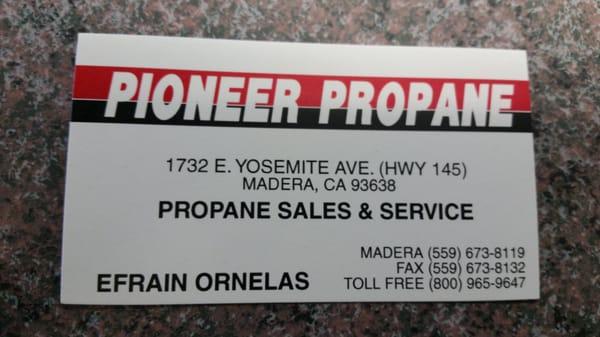 PIONEER PROPANE
1732 E. YOSEMITE AVE. (HWY 145)
MADERA, CA 93638
PROPANE SALES & SERVICE
MADERA (559) 673-8119
FAX (559) 673-8132
EFRAIN ORNELAS
TOLL FREE (800) 965-9647